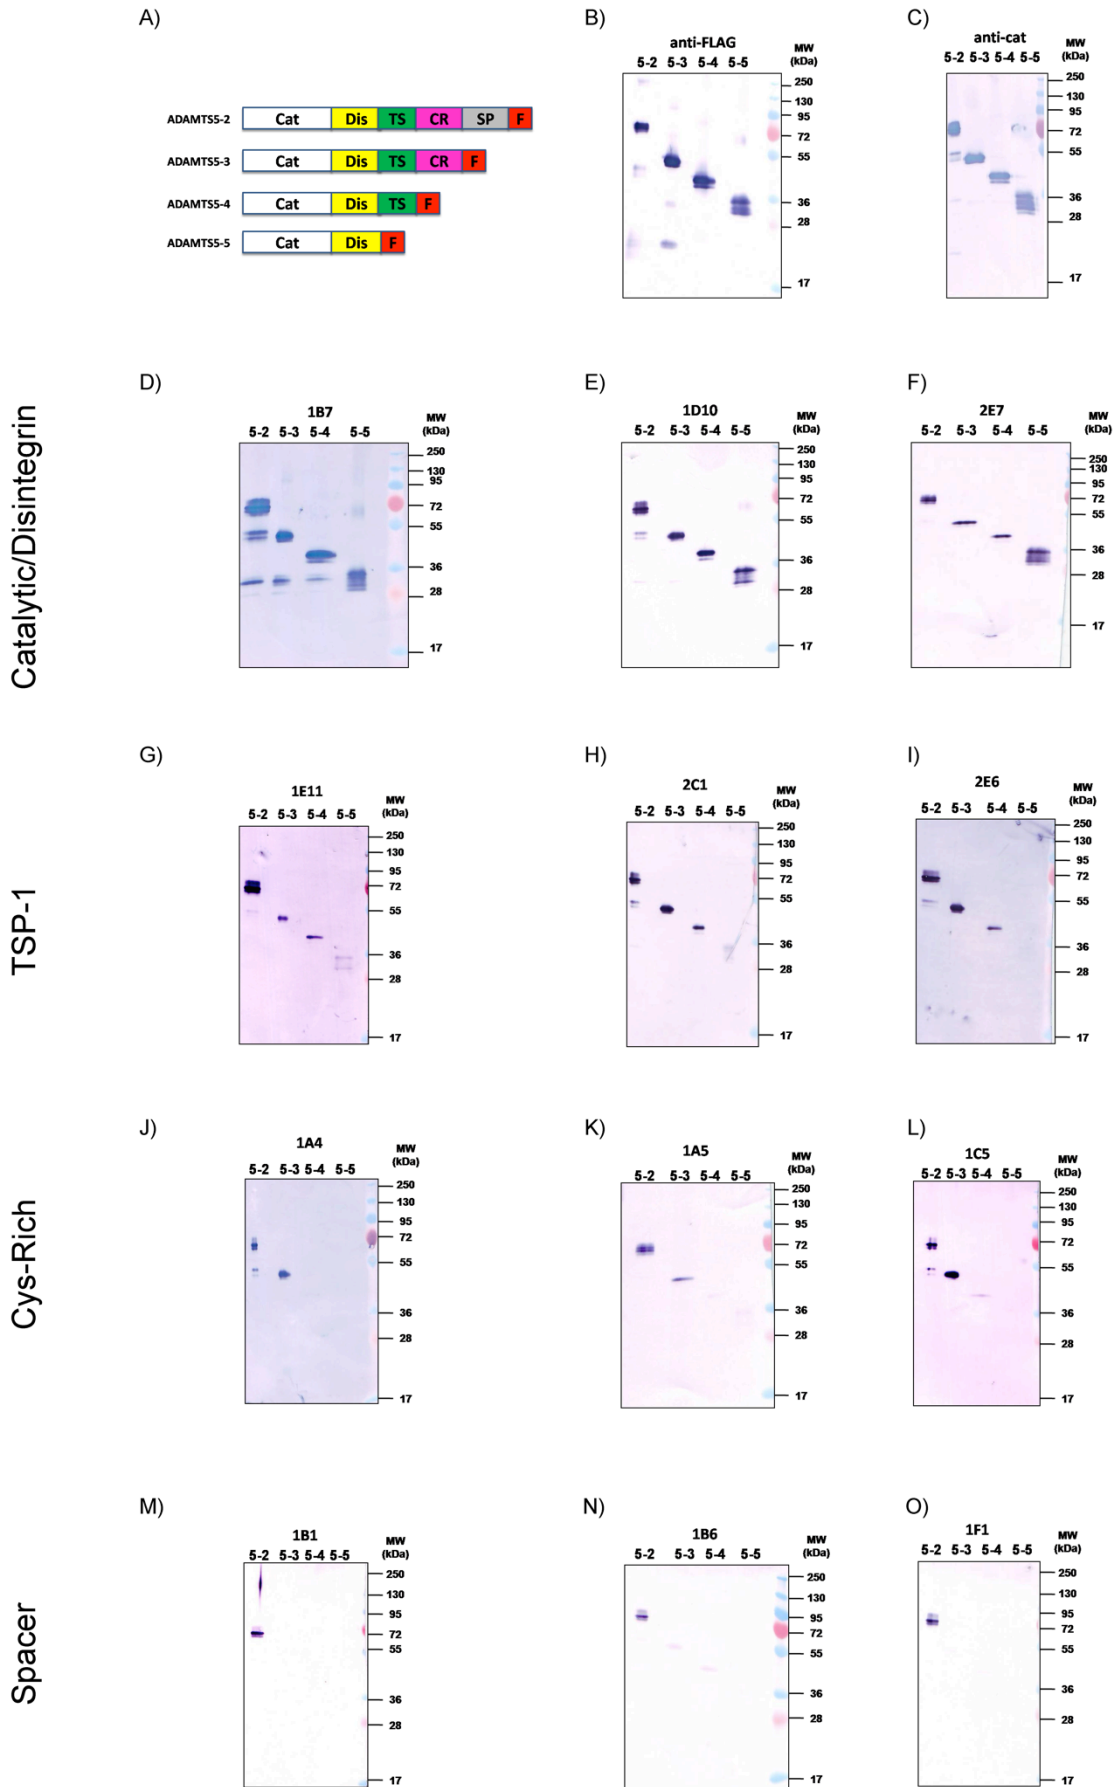 A)
ADAMTS5-2 Cat Dis TS CR SP F
ADAMTS5-3 Cat Dis TS CR F
ADAMTS5-4 Cat Dis TS F
ADAMTS5-5 Cat Dis F
B)
anti-FLAG
5-2 5-3 5-4 5-5
MW
(kDa)
250
130
95
72
55
36
28
17
C)
anti-cat
5-2 5-3 5-4 5-5
MW
(kDa)
250
130
95
72
55
36
28
17
Catalytic/Disintegrin
D)
1B7
5-2 5-3 5-4 5-5
MW
(kDa)
250
130
95
72
55
36
28
17
E)
1D10
5-2 5-3 5-4 5-5
MW
(kDa)
250
130
95
72
55
36
28
17
F)
2E7
5-2 5-3 5-4 5-5
MW
(kDa)
250
130
95
72
55
36
28
17
TSP-1
G)
1E11
5-2 5-3 5-4 5-5
MW
(kDa)
250
130
95
72
55
36
28
17
H)
2C1
5-2 5-3 5-4 5-5
MW
(kDa)
250
130
95
72
55
36
28
17
I)
2E6
5-2 5-3 5-4 5-5
MW
(kDa)
250
130
95
72
55
36
28
17
Cys-Rich
J)
1A4
5-2 5-3 5-4 5-5
MW
(kDa)
250
130
95
72
55
36
28
17
K)
1A5
5-2 5-3 5-4 5-5
MW
(kDa)
250
130
95
72
55
36
28
17
L)
1C5
5-2 5-3 5-4 5-5
MW
(kDa)
250
130
95
72
55
36
28
17
Spacer
M)
1B1
5-2 5-3 5-4 5-5
MW
(kDa)
250
130
95
72
55
36
28
17
N)
1B6
5-2 5-3 5-4 5-5
MW
(kDa)
250
130
95
72
55
36
28
17
O)
1F1
5-2 5-3 5-4 5-5
MW
(kDa)
250
130
95
72
55
36
28
17